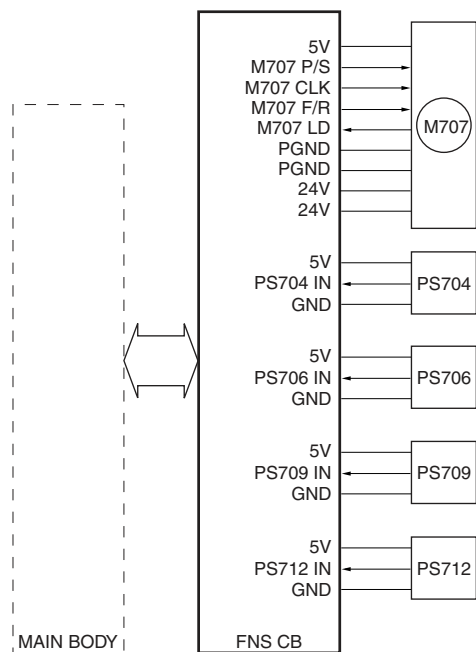 5V
M707 P/S
M707 CLK
M707 F/R
M707 LD
PGND
PGND
24V
24V
M707
5V
PS704 IN
GND
PS704
5V
PS706 IN
GND
PS706
5V
PS709 IN
GND
PS709
5V
PS712 IN
GND
PS712
MAIN BODY
FNS CB